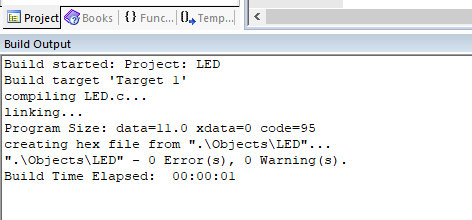 Project Books {} Func... 0 Temp...
Build Output
Build started: Project: LED
Build target 'Target 1'
compiling LED.c...
linking...
Program Size: data=11.0 xdata=0 code=95
creating hex file from ".\Objects\LED"...
".\Objects\LED" - 0 Error(s), 0 Warning(s).
Build Time Elapsed:  00:00:01